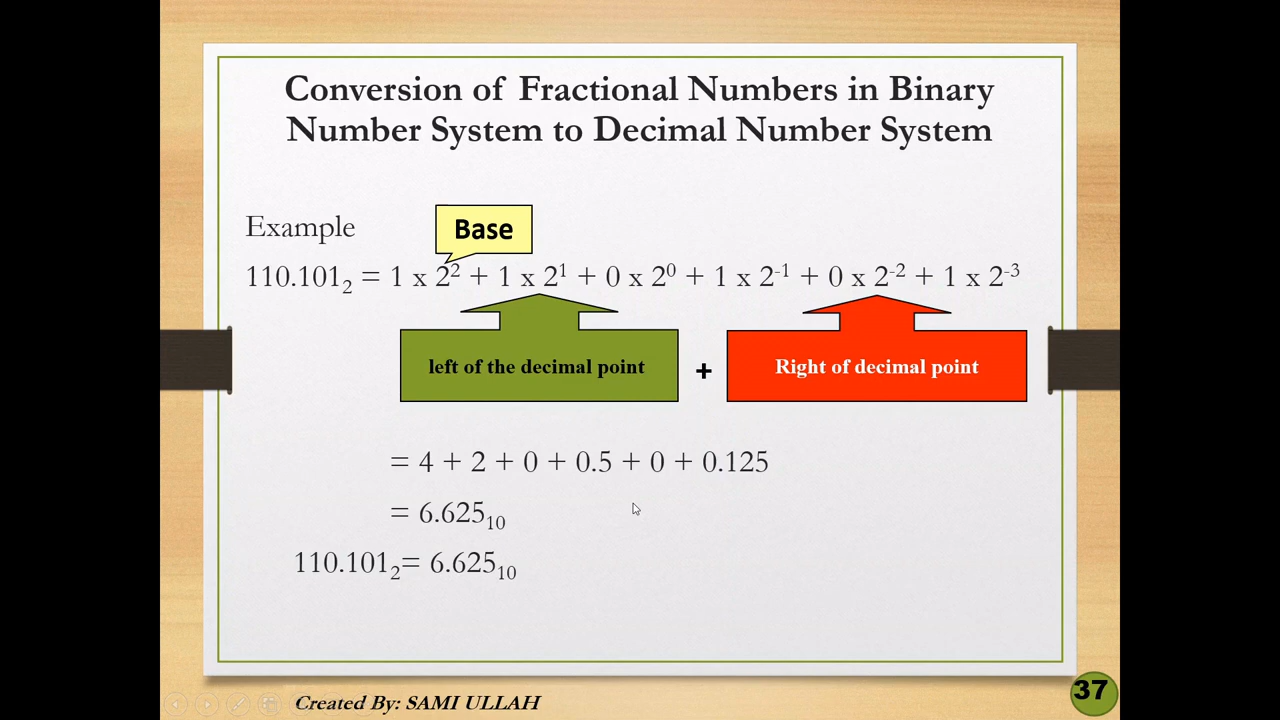 Conversion of Fractional Numbers in Binary
Number System to Decimal Number System
Example
Base
110.101₂ = 1 x 2² + 1 x 2¹ + 0 x 2⁰ + 1 x 2⁻¹ + 0 x 2⁻² + 1 x 2⁻³
left of the decimal point + Right of decimal point
= 4 + 2 + 0 + 0.5 + 0 + 0.125
= 6.625₁₀
110.101₂= 6.625₁₀
Created By: SAMI ULLAH
37